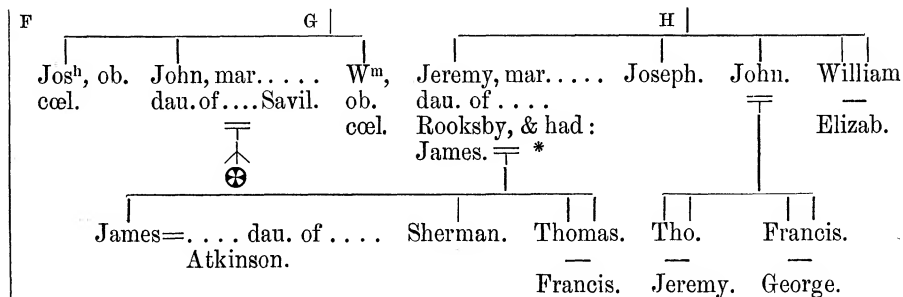 F G H
Josʰ, ob. John, mar. . . . . Wᵐ, Jeremy, mar. . . . . Joseph. John. William
cœl. dau. of . . . . Savil. ob. dau. of . . . . —
cœl. Rooksby, & had : Elizab.
James. *
James=. . . . dau. of . . . . Sherman. Thomas. Tho. Francis.
Atkinson. — — —
Francis. Jeremy. George.